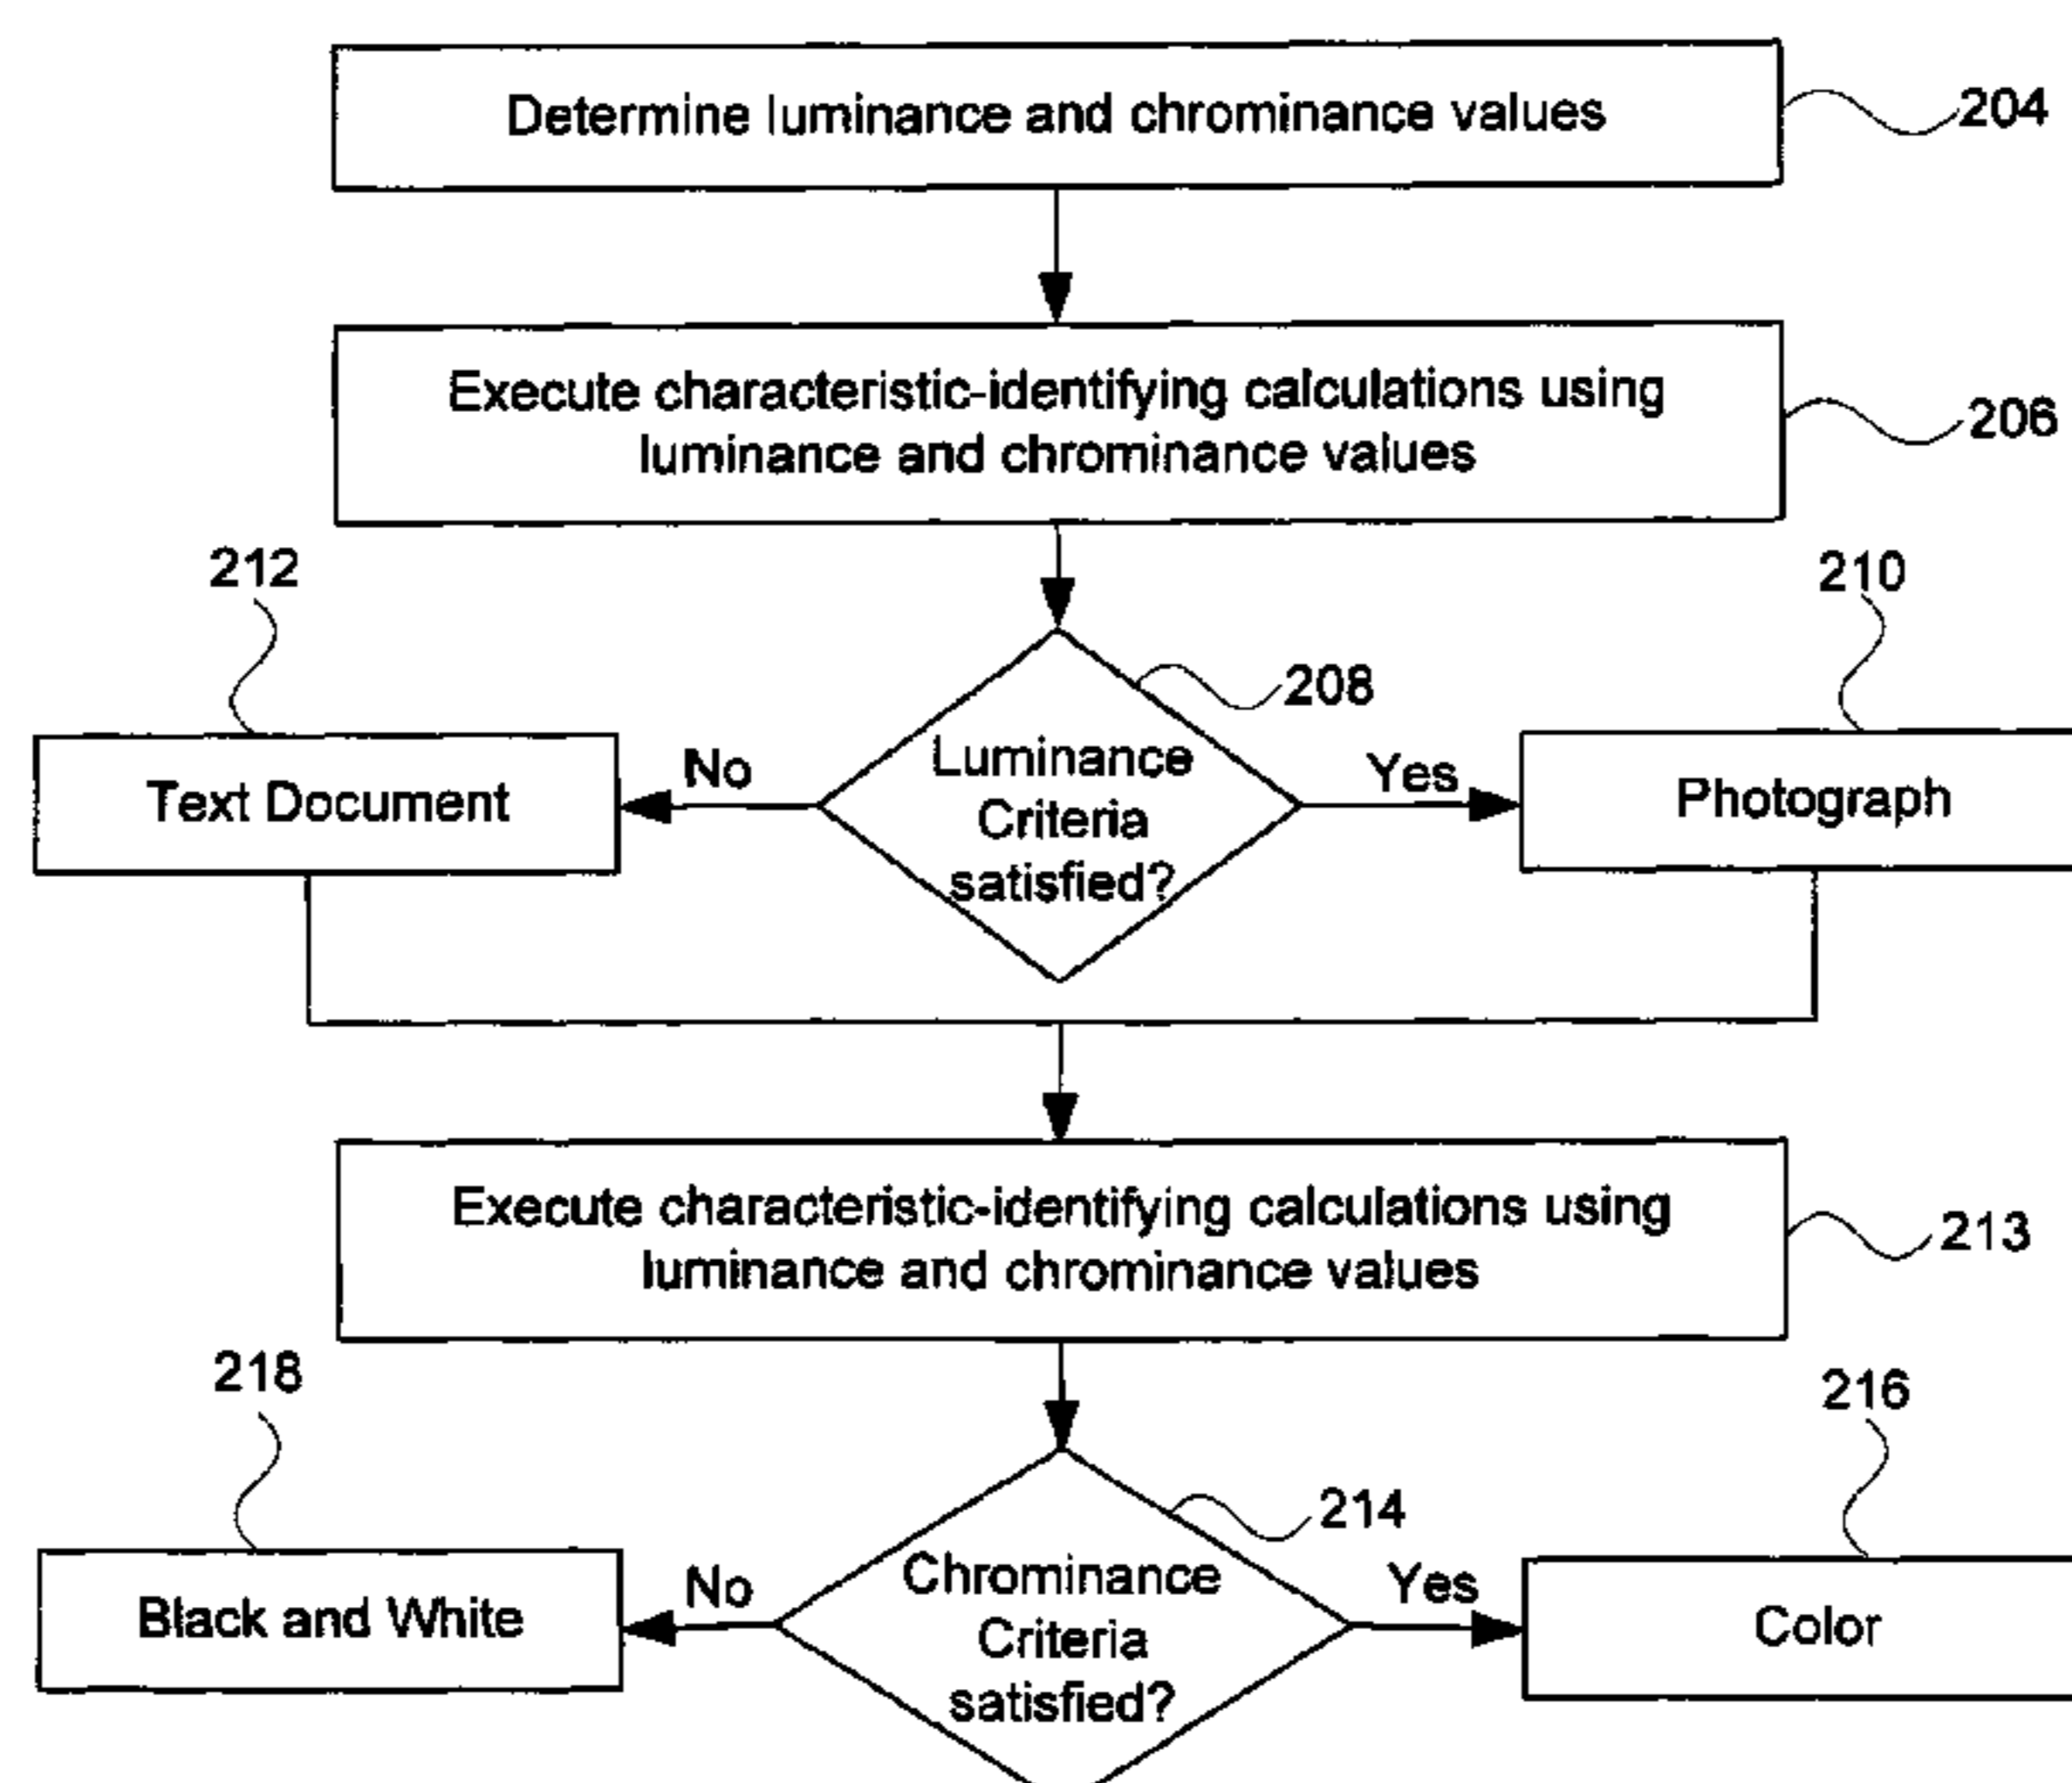 Determine luminance and chrominance values
204
Execute characteristic-identifying calculations using
luminance and chrominance values
206
212
210
208
Text Document
No
Luminance
Criteria
satisfied?
Yes
Photograph
Execute characteristic-identifying calculations using
luminance and chrominance values
213
218
216
214
Black and White
No
Chrominance
Criteria
satisfied?
Yes
Color